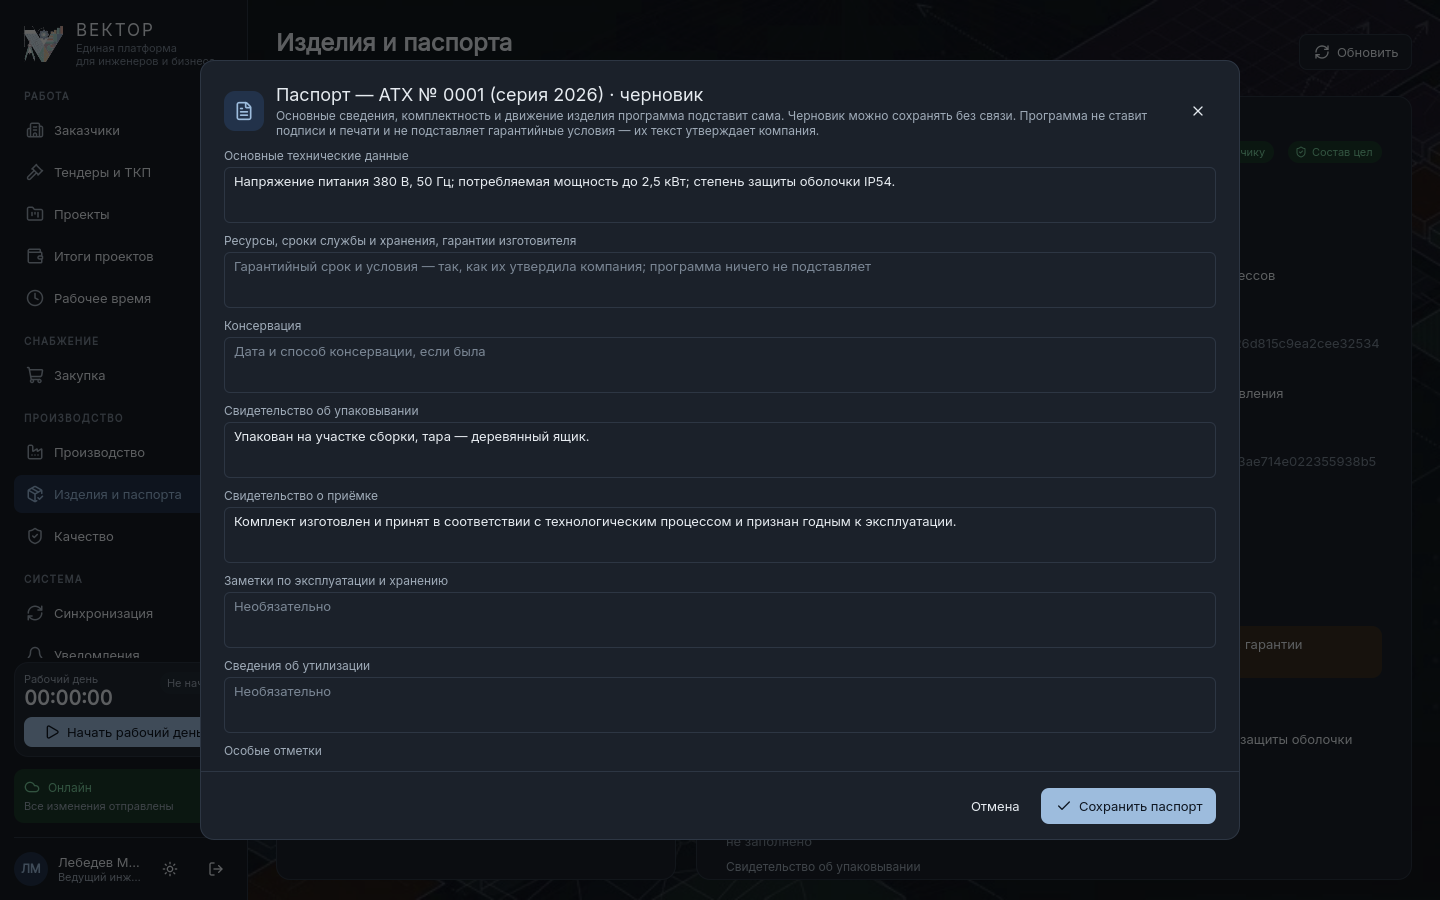 ВЕКТОР
Единая платформа
для инженеров и бизнеса
РАБОТА
Заказчики
Тендеры и ТКП
Проекты
Итоги проектов
Рабочее время
СНАБЖЕНИЕ
Закупка
ПРОИЗВОДСТВО
Производство
Изделия и паспорта
Качество
СИСТЕМА
Синхронизация
Уведомления
Рабочий день
Не нач
00:00:00
Начать рабочий день
Онлайн
Все изменения отправлены
ЛМ
Лебедев М...
Ведущий инж...
Изделия и паспорта
Обновить
Паспорт — АТХ № 0001 (серия 2026) · черновик
Основные сведения, комплектность и движение изделия программа подставит сама. Черновик можно сохранять без связи. Программа не ставит
подписи и печати и не подставляет гарантийные условия — их текст утверждает компания.
Основные технические данные
Напряжение питания 380 В, 50 Гц; потребляемая мощность до 2,5 кВт; степень защиты оболочки IP54.
Ресурсы, сроки службы и хранения, гарантии изготовителя
Гарантийный срок и условия — так, как их утвердила компания; программа ничего не подставляет
Консервация
Дата и способ консервации, если была
Свидетельство об упаковывании
Упакован на участке сборки, тара — деревянный ящик.
Свидетельство о приёмке
Комплект изготовлен и принят в соответствии с технологическим процессом и признан годным к эксплуатации.
Заметки по эксплуатации и хранению
Необязательно
Сведения об утилизации
Необязательно
Особые отметки
Отмена
Сохранить паспорт
чику
Состав цел
ессов
6d815c9ea2cee32534
вления
3ae714e022355938b5
гарантии
защиты оболочки
не заполнено
Свидетельство об упаковывании